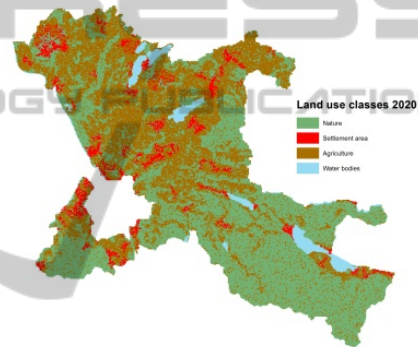 Land use classes 2020
Nature
Settlement area
Agriculture
Water bodies